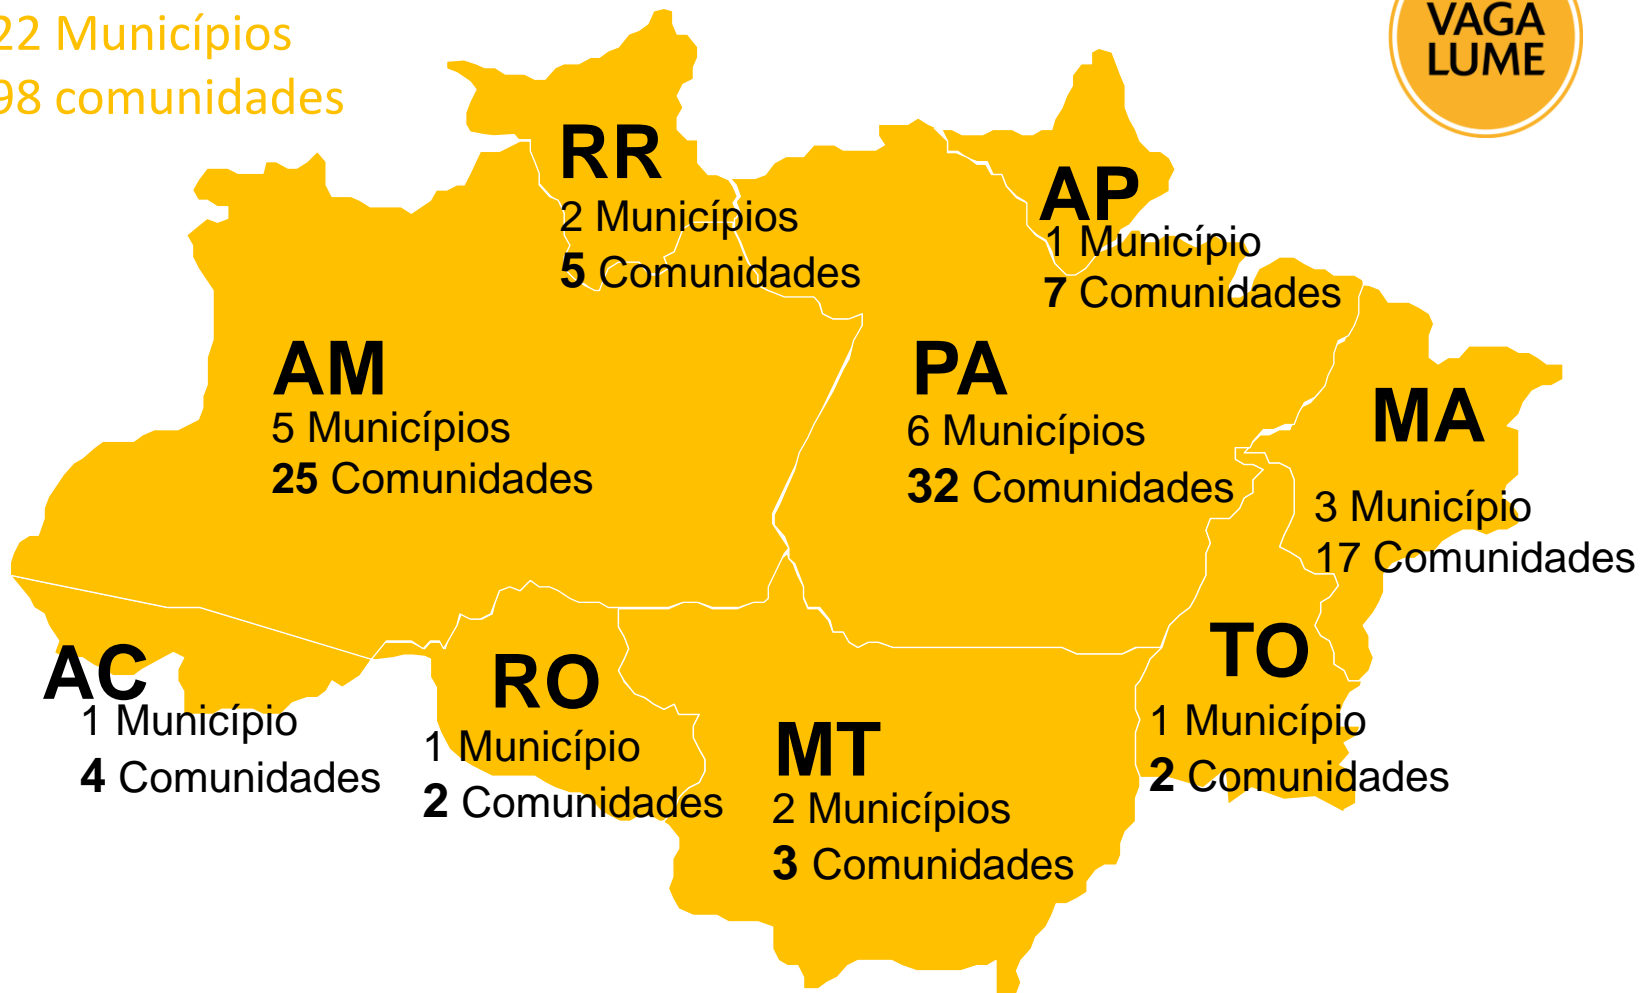 22 Municípios
98 comunidades
VAGA
LUME
RR
2 Municípios
5 Comunidades
AP
1 Município
7 Comunidades
AM
5 Municípios
25 Comunidades
PA
6 Municípios
32 Comunidades
MA
3 Município
17 Comunidades
AC
1 Município
4 Comunidades
RO
1 Município
2 Comunidades
MT
2 Municípios
3 Comunidades
TO
1 Município
2 Comunidades